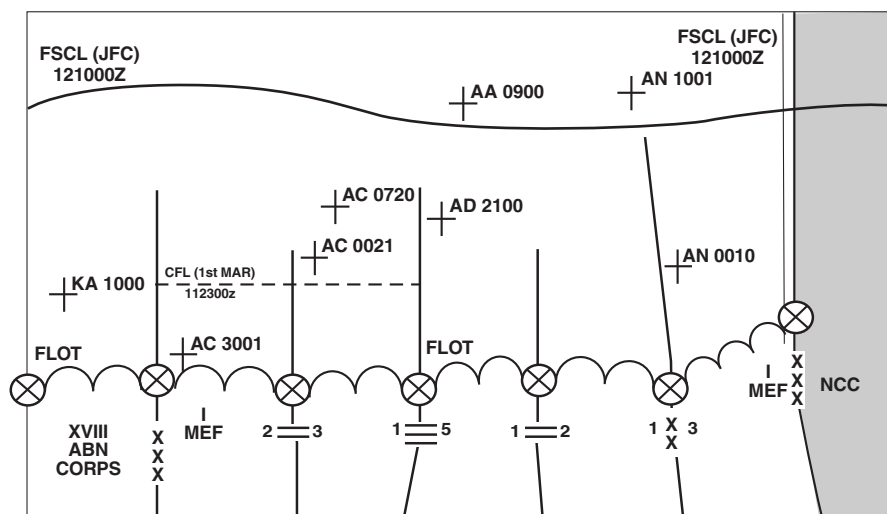 FSCL (JFC)
121000Z
FSCL (JFC)
121000Z
AA 0900
AN 1001
AC 0720
AD 2100
AC 0021
AN 0010
KA 1000
CFL (1st MAR)
112300z
AC 3001
FLOT
FLOT
XVIII
ABN
CORPS
X
X
X
I
MEF
2 3
1 5
1 2
1 X 3
X
I
MEF
X
X
X
NCC